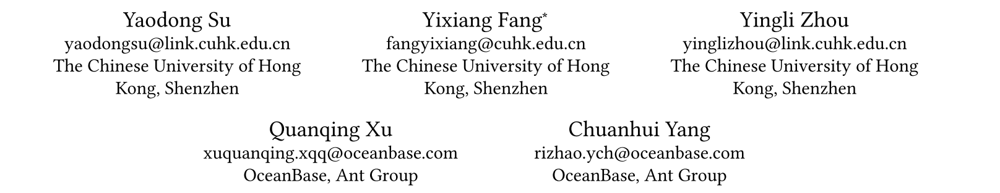 Yaodong Su
yaodongsu@link.cuhk.edu.cn
The Chinese University of Hong
Kong, Shenzhen
Yixiang Fang*
fangyixiang@cuhk.edu.cn
The Chinese University of Hong
Kong, Shenzhen
Yingli Zhou
yinglizhou@link.cuhk.edu.cn
The Chinese University of Hong
Kong, Shenzhen
Quanqing Xu
xuquanqing.xqq@oceanbase.com
OceanBase, Ant Group
Chuanhui Yang
rizhao.ych@oceanbase.com
OceanBase, Ant Group